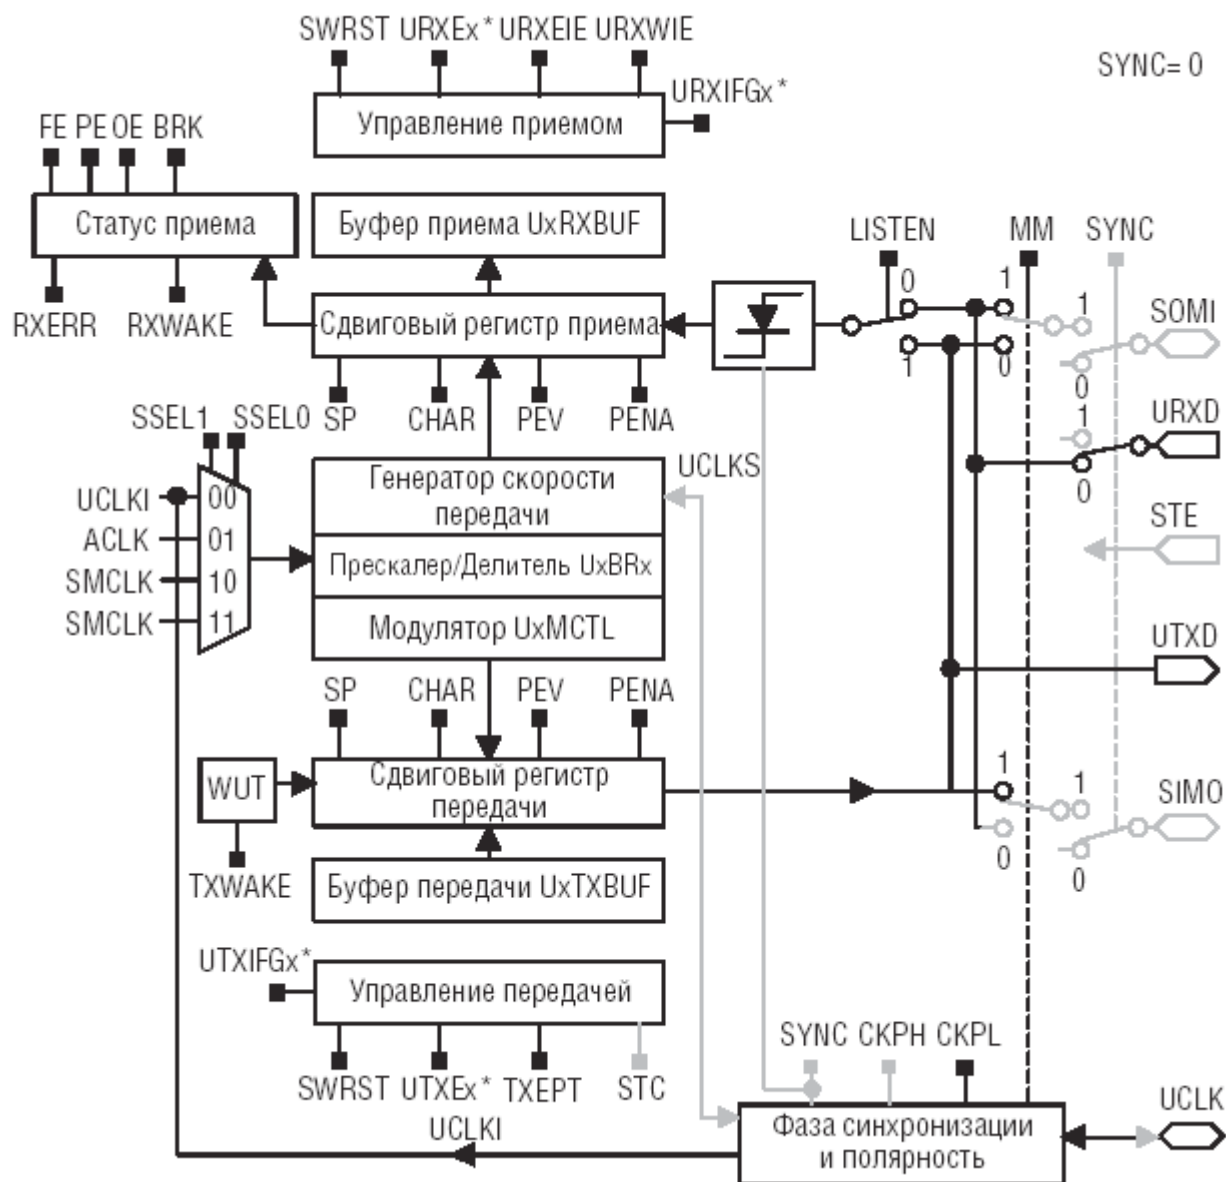 SWRST URXEx* URXEIE URXWIE
SYNC= 0
URXIFGx*
Управление приемом
FE PE OE BRK
Статус приема
Буфер приема UxRXBUF
LISTEN MM SYNC
0 1 1
SOMI
RXERR RXWAKE
Сдвиговый регистр приема
1 0 0
SP CHAR PEV PENA
1
URXD
0
SSEL1 SSEL0
UCLKS
UCLKI 00
ACLK 01
SMCLK 10
SMCLK 11
Генератор скорости
передачи
Прескалер/Делитель UxBRx
Модулятор UxMCTL
STE
UTXD
SP CHAR PEV PENA
WUT
Сдвиговый регистр
передачи
1 1
SIMO
0 0
TXWAKE
Буфер передачи UxTXBUF
UTXIFGx*
Управление передачей
SWRST UTXEx* TXEPT STC
SYNC CKPH CKPL
UCLKI
Фаза синхронизации
и полярность
UCLK